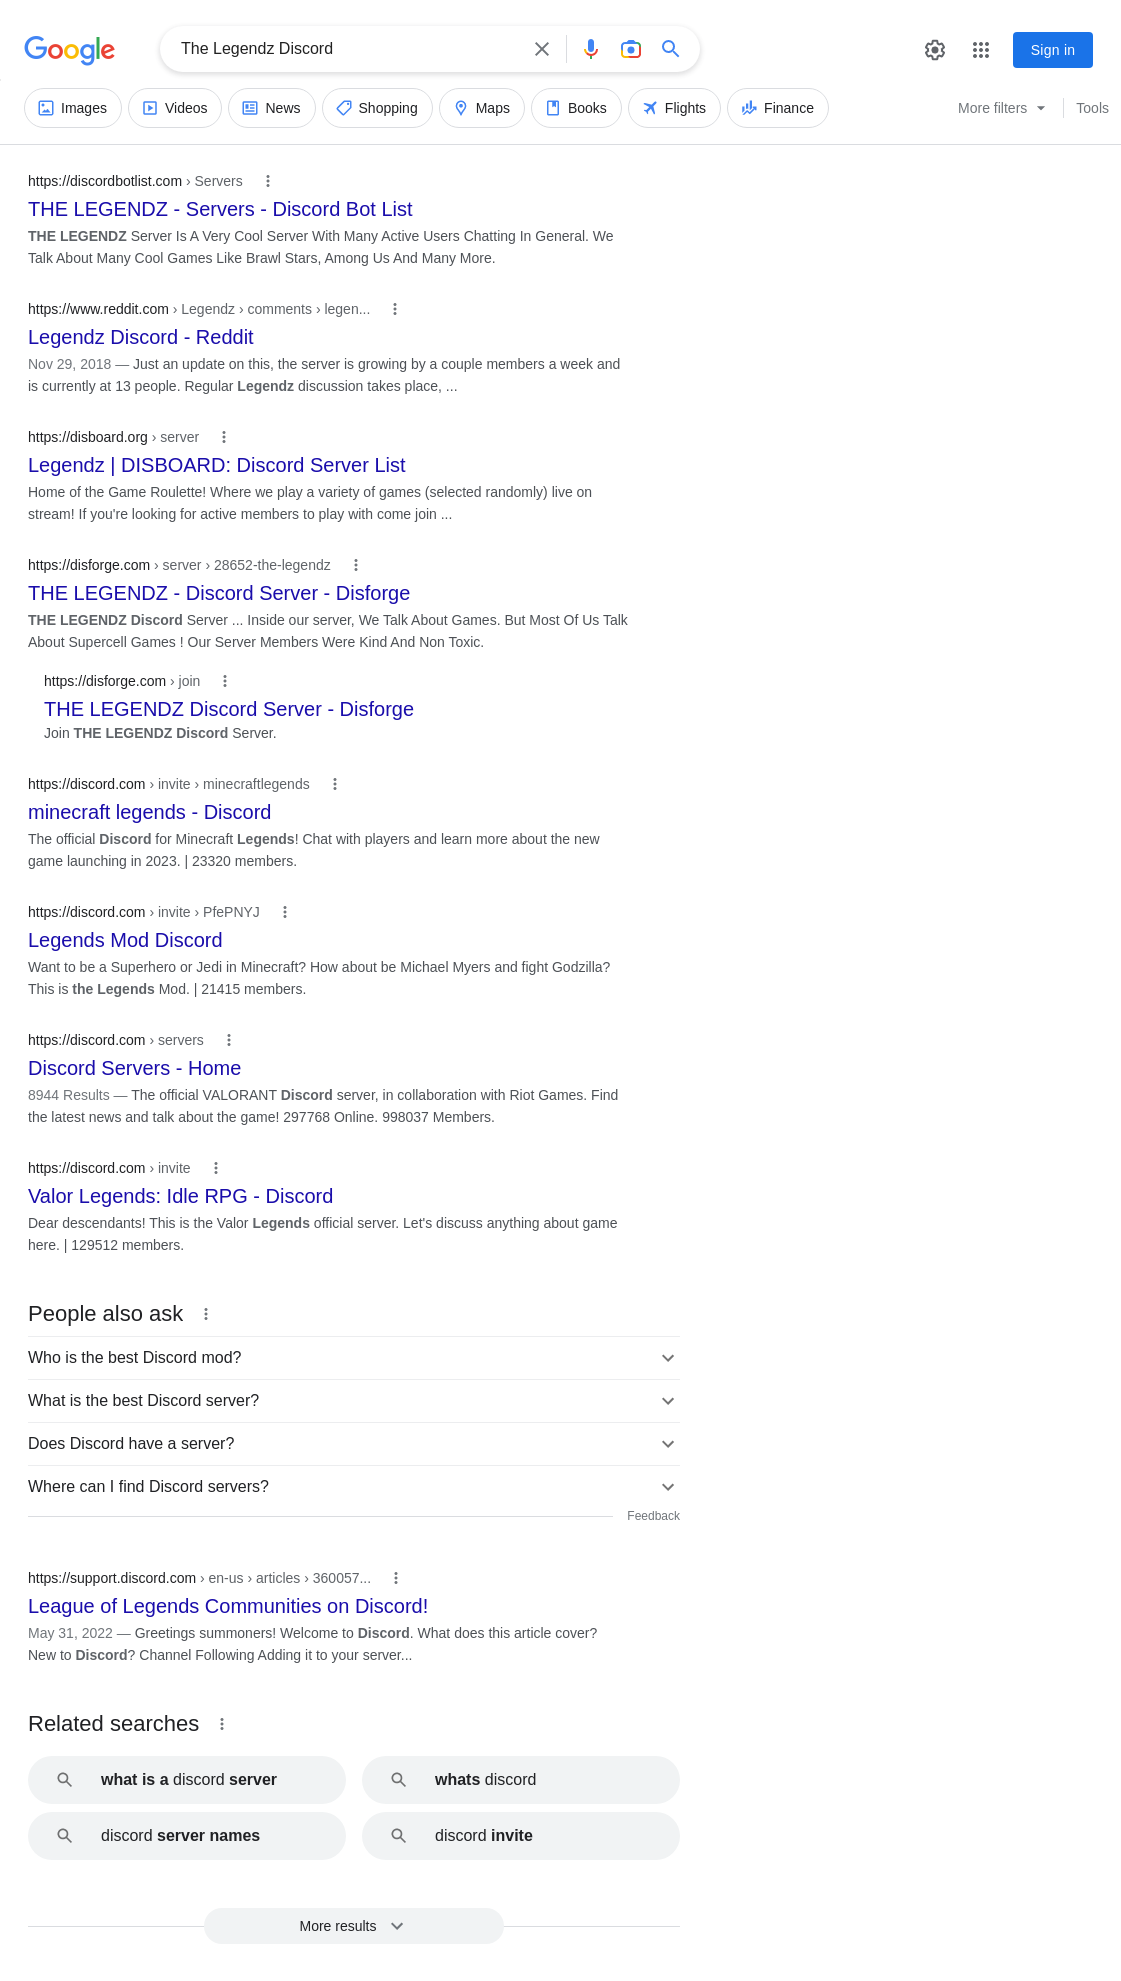 Google
The Legendz Discord
Sign in
Images
Videos
News
Shopping
Maps
Books
Flights
Finance
More filters
Tools
https://discordbotlist.com › Servers
THE LEGENDZ - Servers - Discord Bot List
THE LEGENDZ Server Is A Very Cool Server With Many Active Users Chatting In General. We
Talk About Many Cool Games Like Brawl Stars, Among Us And Many More.
https://www.reddit.com › Legendz › comments › legen...
Legendz Discord - Reddit
Nov 29, 2018 — Just an update on this, the server is growing by a couple members a week and
is currently at 13 people. Regular Legendz discussion takes place, ...
https://disboard.org › server
Legendz | DISBOARD: Discord Server List
Home of the Game Roulette! Where we play a variety of games (selected randomly) live on
stream! If you're looking for active members to play with come join ...
https://disforge.com › server › 28652-the-legendz
THE LEGENDZ - Discord Server - Disforge
THE LEGENDZ Discord Server ... Inside our server, We Talk About Games. But Most Of Us Talk
About Supercell Games ! Our Server Members Were Kind And Non Toxic.
https://disforge.com › join
THE LEGENDZ Discord Server - Disforge
Join THE LEGENDZ Discord Server.
https://discord.com › invite › minecraftlegends
minecraft legends - Discord
The official Discord for Minecraft Legends! Chat with players and learn more about the new
game launching in 2023. | 23320 members.
https://discord.com › invite › PfePNYJ
Legends Mod Discord
Want to be a Superhero or Jedi in Minecraft? How about be Michael Myers and fight Godzilla?
This is the Legends Mod. | 21415 members.
https://discord.com › servers
Discord Servers - Home
8944 Results — The official VALORANT Discord server, in collaboration with Riot Games. Find
the latest news and talk about the game! 297768 Online. 998037 Members.
https://discord.com › invite
Valor Legends: Idle RPG - Discord
Dear descendants! This is the Valor Legends official server. Let's discuss anything about game
here. | 129512 members.
People also ask
Who is the best Discord mod?
What is the best Discord server?
Does Discord have a server?
Where can I find Discord servers?
Feedback
https://support.discord.com › en-us › articles › 360057...
League of Legends Communities on Discord!
May 31, 2022 — Greetings summoners! Welcome to Discord. What does this article cover?
New to Discord? Channel Following Adding it to your server...
Related searches
what is a discord server
whats discord
discord server names
discord invite
More results